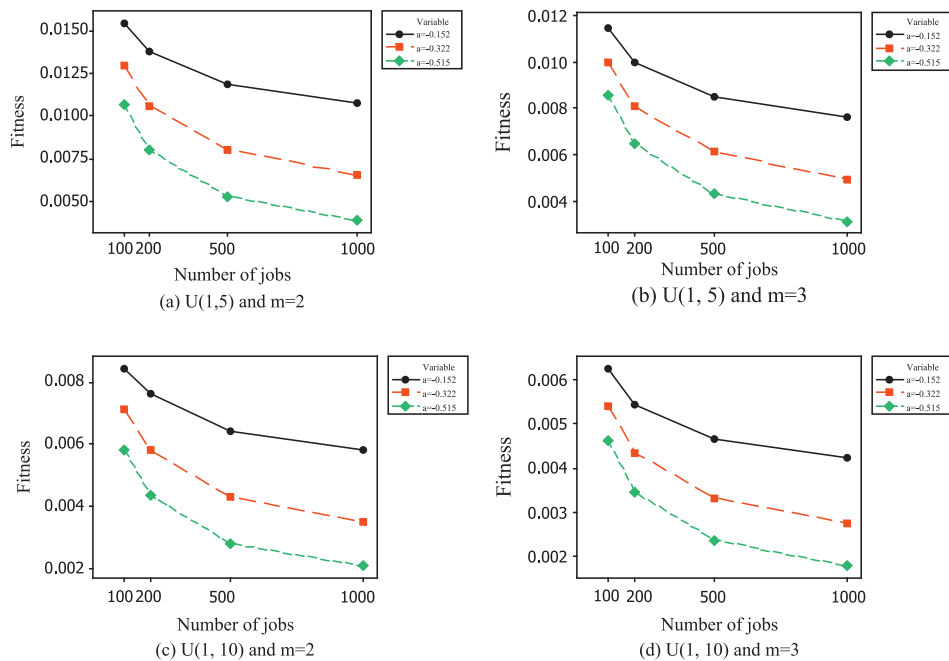 0.0150
0.0125
0.0100
0.0075
0.0050
Fitness
100 200 500 1000
Number of jobs
Variable
a=-0.152
a=-0.322
a=-0.515
(a) U(1,5) and m=2
0.012
0.010
0.008
0.006
0.004
Fitness
100 200 500 1000
Number of jobs
Variable
a=-0.152
a=-0.322
a=-0.515
(b) U(1, 5) and m=3
0.008
0.006
0.004
0.002
Fitness
100 200 500 1000
Number of jobs
Variable
a=-0.152
a=-0.322
a=-0.515
(c) U(1, 10) and m=2
0.006
0.005
0.004
0.003
0.002
Fitness
100 200 500 1000
Number of jobs
Variable
a=-0.152
a=-0.322
a=-0.515
(d) U(1, 10) and m=3